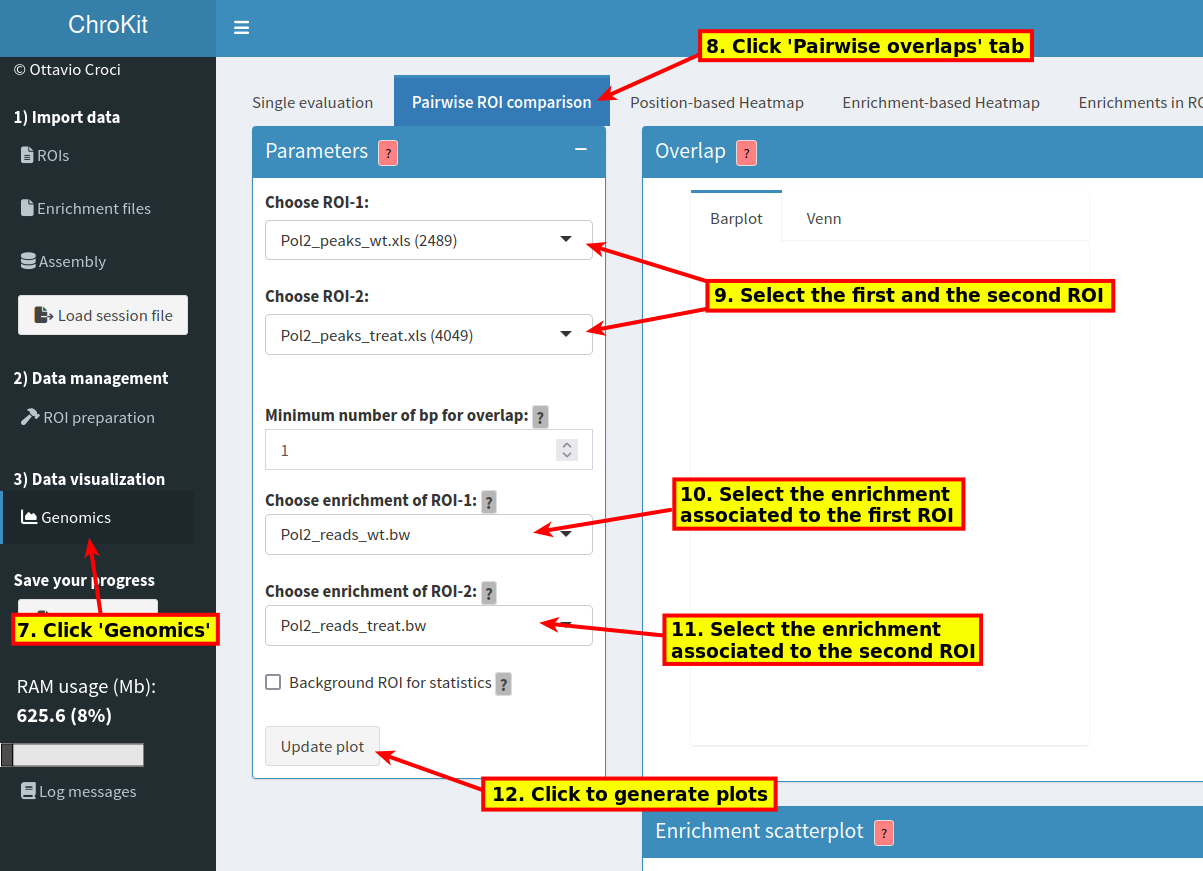 ChroKit
© Ottavio Croci
1) Import data
ROIs
Enrichment files
Assembly
Load session file
2) Data management
ROI preparation
3) Data visualization
Genomics
Save your progress
7. Click 'Genomics'
RAM usage (Mb):
625.6 (8%)
Log messages
8. Click 'Pairwise overlaps' tab
Single evaluation
Pairwise ROI comparison
Position-based Heatmap
Enrichment-based Heatmap
Enrichments in RO
Parameters ?
Choose ROI-1:
Pol2_peaks_wt.xls (2489)
Choose ROI-2:
Pol2_peaks_treat.xls (4049)
Minimum number of bp for overlap: ?
1
Choose enrichment of ROI-1: ?
Pol2_reads_wt.bw
Choose enrichment of ROI-2: ?
Pol2_reads_treat.bw
Background ROI for statistics ?
Update plot
Overlap ?
Barplot
Venn
9. Select the first and the second ROI
10. Select the enrichment
associated to the first ROI
11. Select the enrichment
associated to the second ROI
12. Click to generate plots
Enrichment scatterplot ?